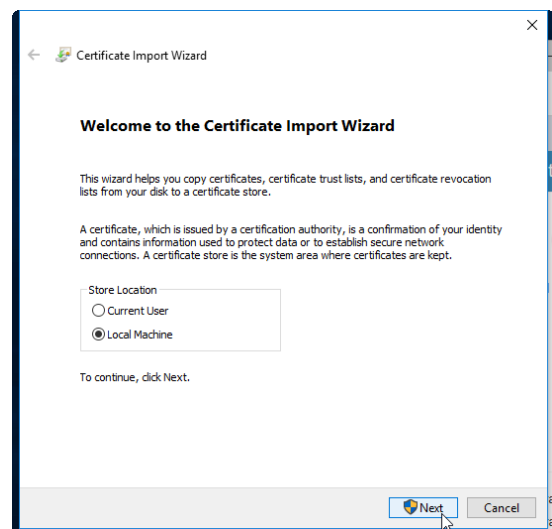 Certificate Import Wizard
Welcome to the Certificate Import Wizard
This wizard helps you copy certificates, certificate trust lists, and certificate revocation
lists from your disk to a certificate store.
A certificate, which is issued by a certification authority, is a confirmation of your identity
and contains information used to protect data or to establish secure network
connections. A certificate store is the system area where certificates are kept.
Store Location
Current User
Local Machine
To continue, click Next.
Next
Cancel